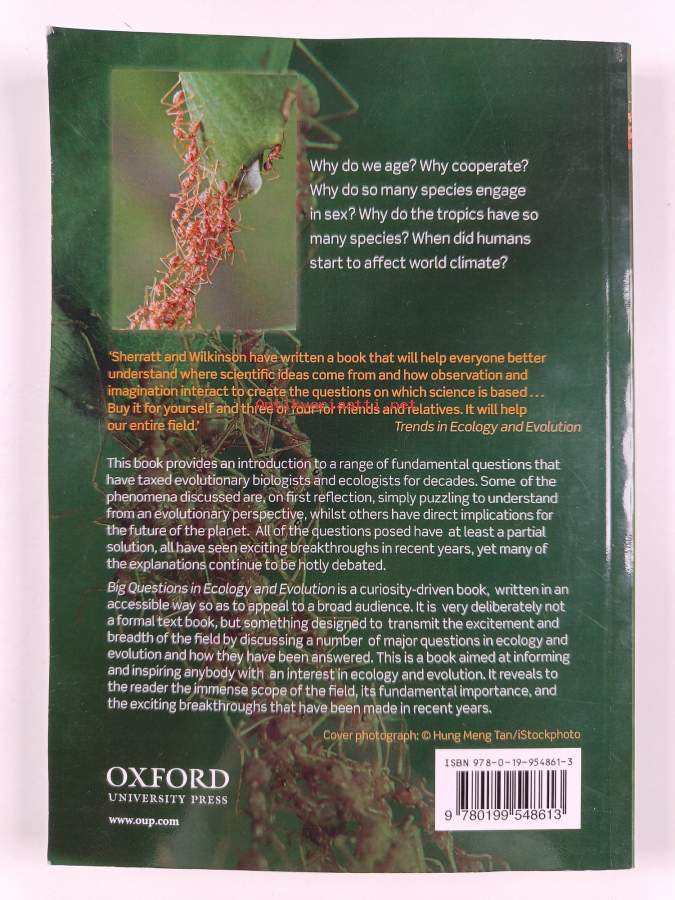 Why do we age? Why cooperate?
Why do so many species engage
in sex? Why do the tropics have so
many species? When did humans
start to affect world climate?
'Sherratt and Wilkinson have written a book that will help everyone better
understand where scientific ideas come from and how observation and
imagination interact to create the questions on which science is based ...
Buy it for yourself and three or four for friends and relatives. It will help
our entire field.'
Trends in Ecology and Evolution
This book provides an introduction to a range of fundamental questions that
have taxed evolutionary biologists and ecologists for decades. Some of the
phenomena discussed are, on first reflection, simply puzzling to understand
from an evolutionary perspective, whilst others have direct implications for
the future of the planet. All of the questions posed have at least a partial
solution, all have seen exciting breakthroughs in recent years, yet many of
the explanations continue to be hotly debated.
Big Questions in Ecology and Evolution is a curiosity-driven book, written in an
accessible way so as to appeal to a broad audience. It is very deliberately not
a formal text book, but something designed to transmit the excitement and
breadth of the field by discussing a number of major questions in ecology and
evolution and how they have been answered. This is a book aimed at informing
and inspiring anybody with an interest in ecology and evolution. It reveals to
the reader the immense scope of the field, its fundamental importance, and
the exciting breakthroughs that have been made in recent years.
Cover photograph: © Hung Meng Tan/iStockphoto
OXFORD
UNIVERSITY PRESS
www.oup.com
ISBN 978-0-19-954861-3
9 780199 548613